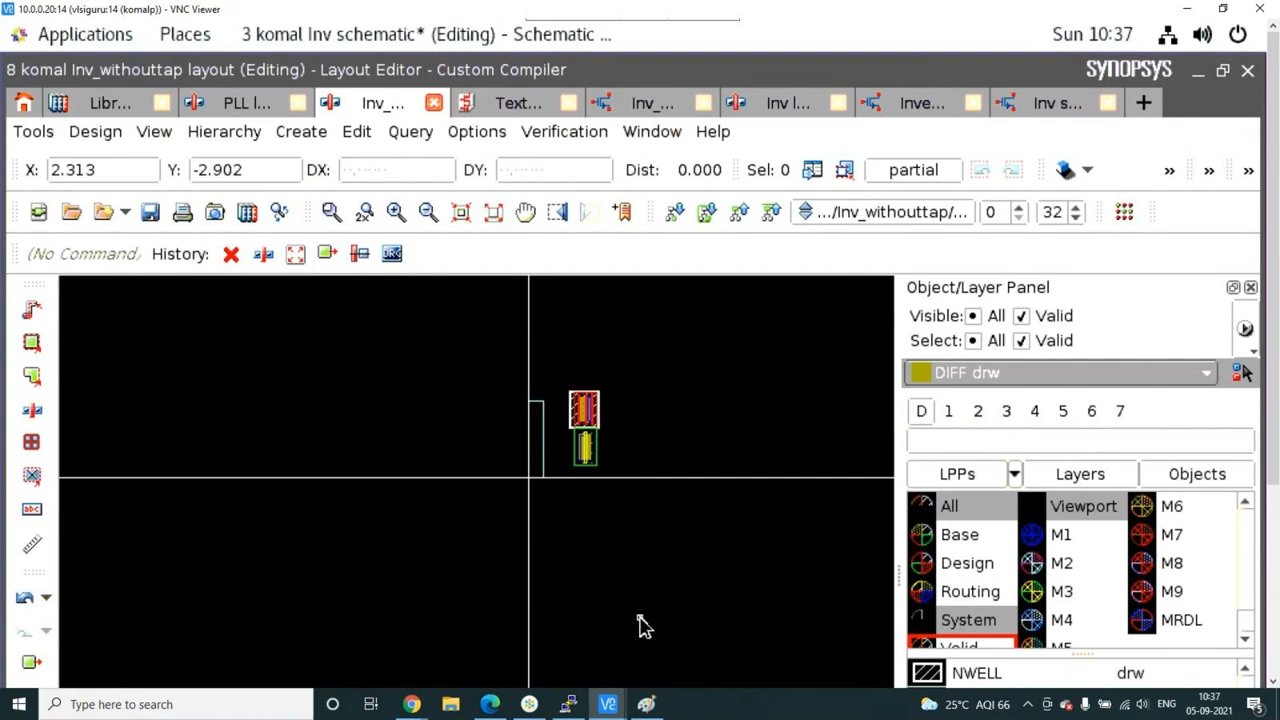 10.0.0.20:14 (vlsiguru:14 (komalp)) - VNC Viewer
Applications Places 3 komal Inv schematic* (Editing) - Schematic ... Sun 10:37
8 komal Inv_withouttap layout (Editing) - Layout Editor - Custom Compiler SYNOPSYS
Libr... PLL l... Inv_... Text... Inv_... Inv l... Inve... Inv s...
Tools Design View Hierarchy Create Edit Query Options Verification Window Help
X: 2.313 Y: -2.902 DX: DY: Dist: 0.000 Sel: 0 partial » » »
.../Inv_withouttap/... 0 32
(No Command) History:
Object/Layer Panel
Visible: All Valid
Select: All Valid
DIFF drw
D 1 2 3 4 5 6 7
LPPs Layers Objects
All Viewport M6
Base M1 M7
Design M2 M8
Routing M3 M9
System M4 MRDL
Valid M5
NWELL drw
Type here to search 25°C AQI 66 ENG 10:37
05-09-2021